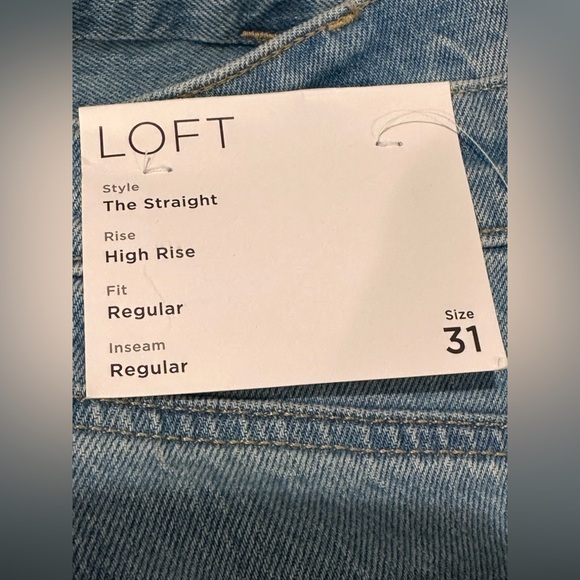 LOFT
Style
The Straight
Rise
High Rise
Fit
Regular
Inseam
Regular
Size
31